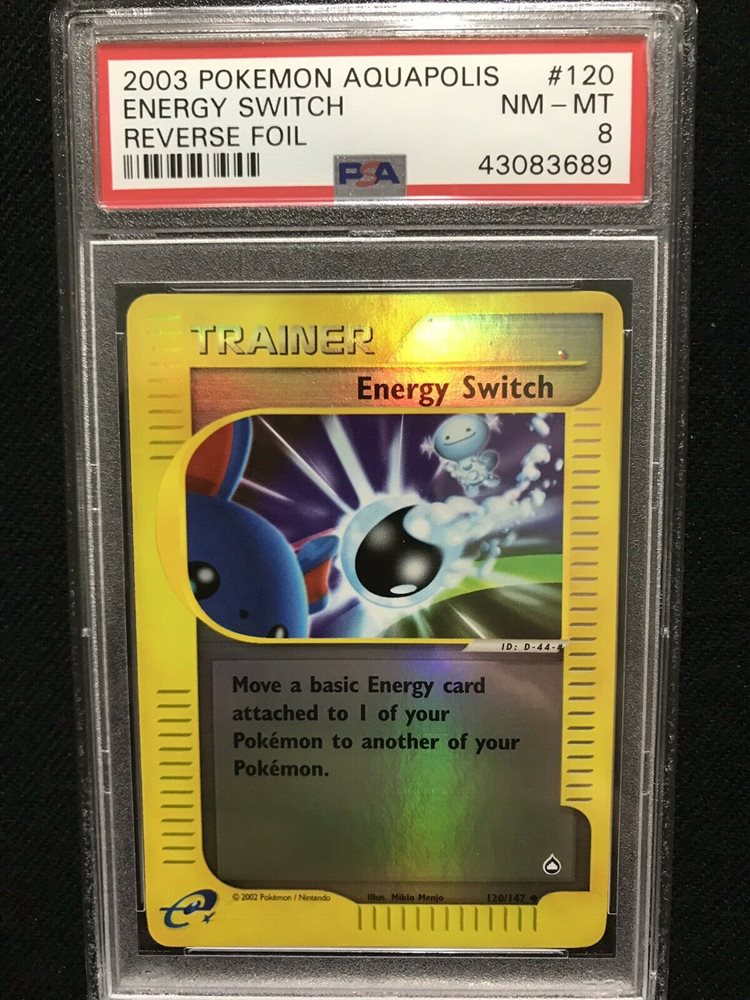 2003 POKEMON AQUAPOLIS #120
ENERGY SWITCH NM - MT
REVERSE FOIL 8
PSA 43083689
TRAINER
Energy Switch
ID: D-44-#
Move a basic Energy card
attached to 1 of your
Pokémon to another of your
Pokémon.
© 2002 Pokémon / Nintendo Illus. Mikio Menjo 120/147
e